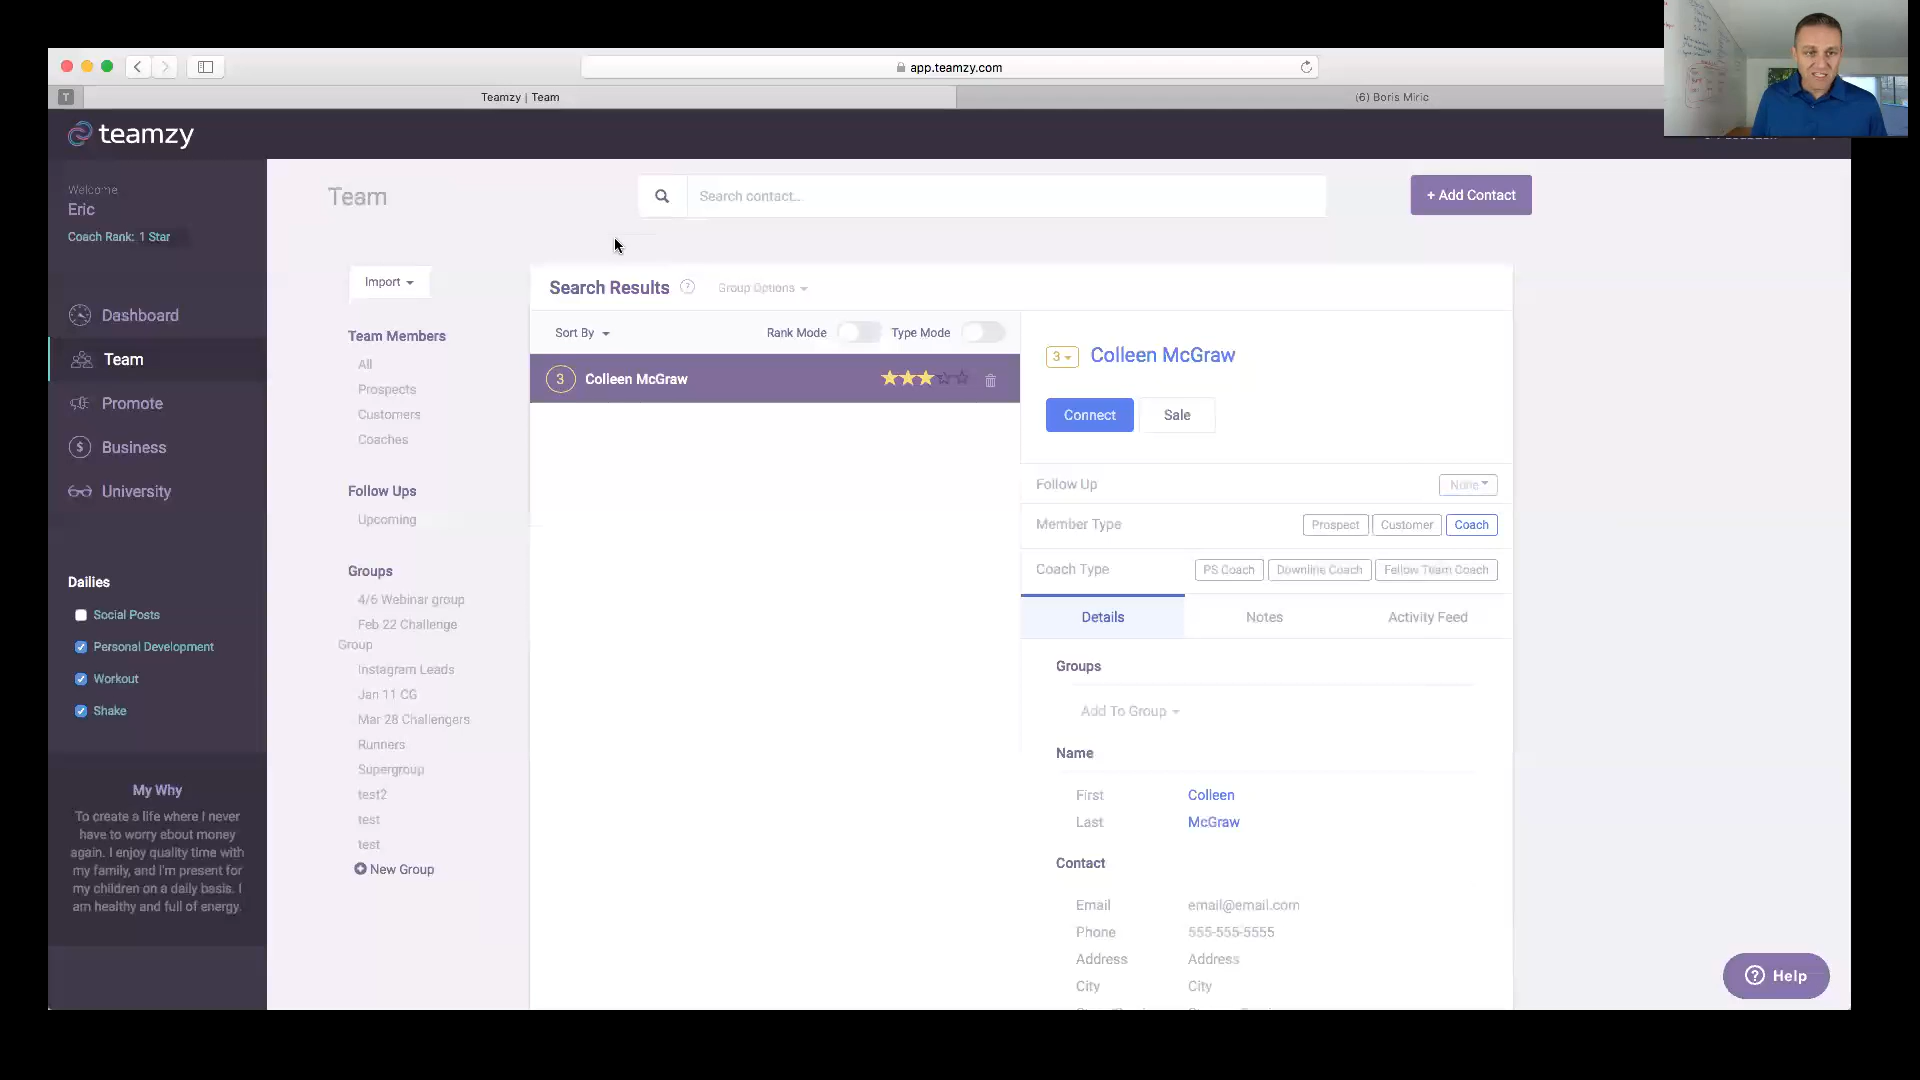 app.teamzy.com
T
Teamzy | Team
(6) Boris Miric
teamzy
Welcome,
Eric
Coach Rank: 1 Star
Dashboard
Team
Promote
Business
University
Dailies
Social Posts
Personal Development
Workout
Shake
My Why
To create a life where I never
have to worry about money
again. I enjoy quality time with
my family, and I'm present for
my children on a daily basis. I
am healthy and full of energy.
Team
Search contact...
+ Add Contact
Import
Team Members
All
Prospects
Customers
Coaches
Follow Ups
Upcoming
Groups
4/6 Webinar group
Feb 22 Challenge
Group
Instagram Leads
Jan 11 CG
Mar 28 Challengers
Runners
Supergroup
test2
test
test
New Group
Search Results ? Group Options
Sort By Rank Mode Type Mode
3 Colleen McGraw
3 Colleen McGraw
Connect Sale
Follow Up None
Member Type Prospect Customer Coach
Coach Type PS Coach Downline Coach Fellow Team Coach
Details Notes Activity Feed
Groups
Add To Group
Name
First Colleen
Last McGraw
Contact
Email email@email.com
Phone 555-555-5555
Address Address
City City
? Help